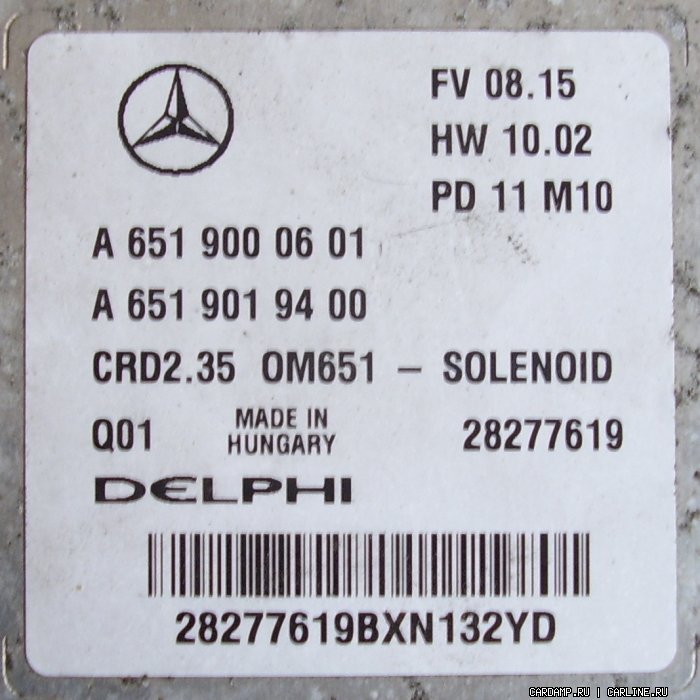 FV 08.15
HW 10.02
PD 11 M10
A 651 900 06 01
A 651 901 94 00
CRD2.35 OM651 – SOLENOID
Q01 MADE IN HUNGARY 28277619
DELPHI
28277619BXN132YD
CARDAMP.RU | CARLINE.RU